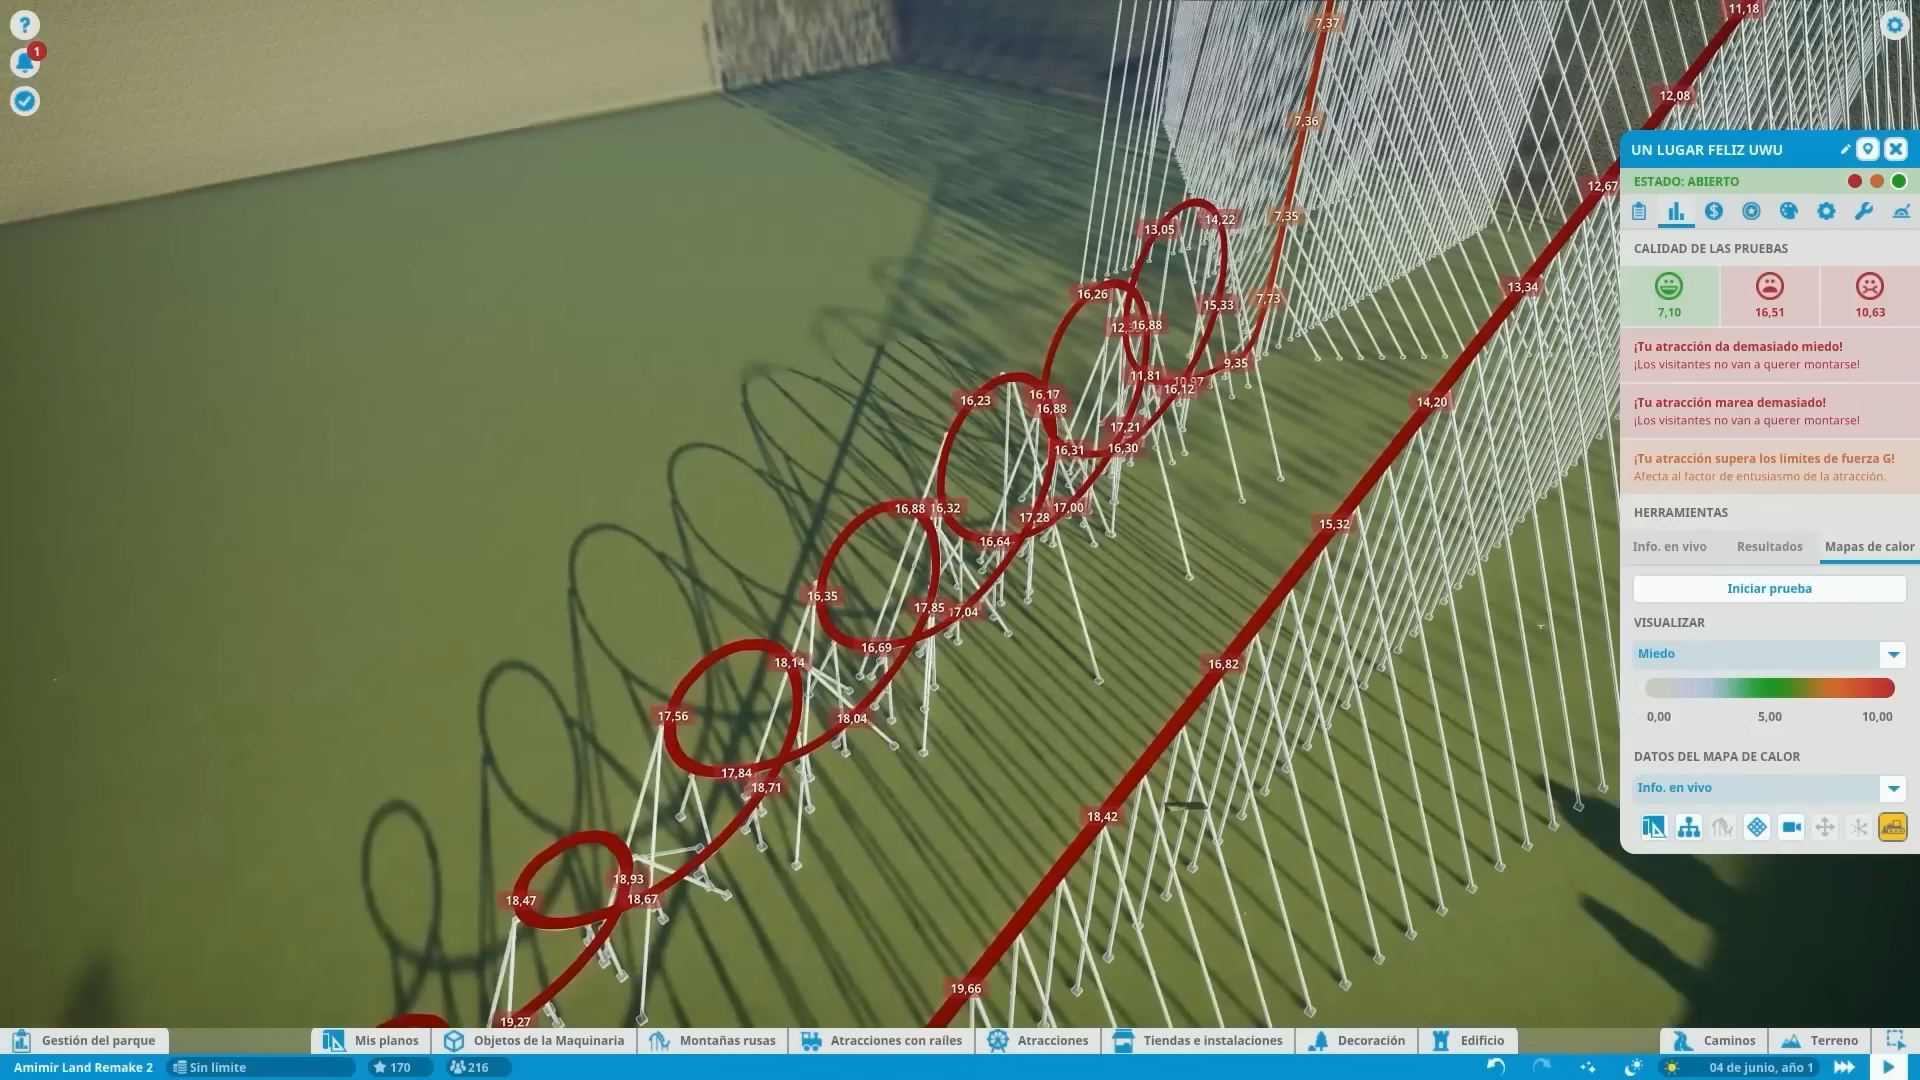 ?
1
7,37
11,18
12,08
7,36
12,67
7,35
14,22
13,05
13,34
7,73
15,33
16,26
16,88
9,35
11,81
16,12
14,20
16,23
16,17
16,88
17,21
16,31
16,30
16,88
16,32
17,28
17,00
15,32
16,64
16,35
17,85
17,04
16,69
18,14
16,82
17,56
18,04
17,84
18,71
18,42
18,93
18,47
18,67
19,66
19,27
UN LUGAR FELIZ UWU
ESTADO: ABIERTO
CALIDAD DE LAS PRUEBAS
7,10
16,51
10,63
¡Tu atracción da demasiado miedo!
¡Los visitantes no van a querer montarse!
¡Tu atracción marea demasiado!
¡Los visitantes no van a querer montarse!
¡Tu atracción supera los límites de fuerza G!
Afecta al factor de entusiasmo de la atracción.
HERRAMIENTAS
Info. en vivo Resultados Mapas de calor
Iniciar prueba
VISUALIZAR
Miedo
0,00 5,00 10,00
DATOS DEL MAPA DE CALOR
Info. en vivo
Gestión del parque Mis planos Objetos de la Maquinaria Montañas rusas Atracciones con raíles Atracciones Tiendas e instalaciones Decoración Edificio Caminos Terreno
Amimir Land Remake 2 Sin límite 170 216 04 de junio, año 1